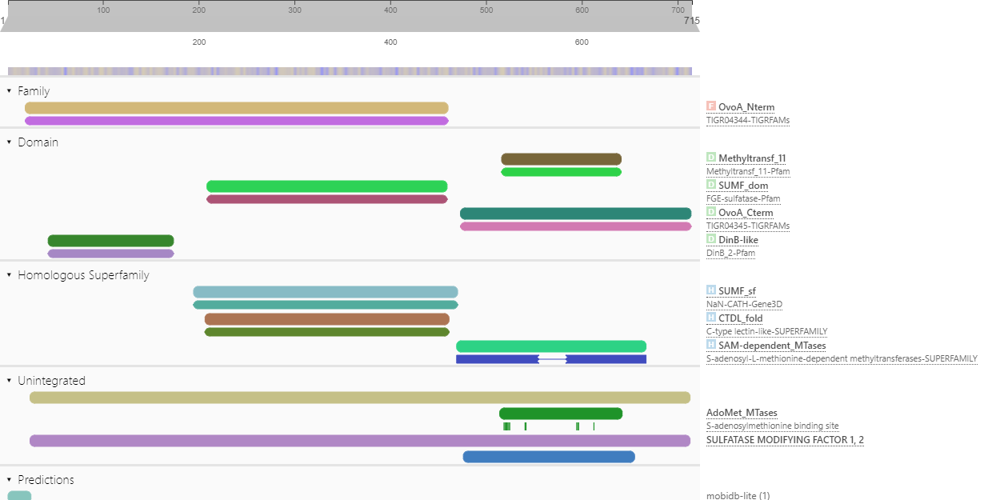 100 200 300 400 500 600 700
1 715
200 400 600
▼ Family
OvoA_Nterm
F
TIGR04344-TIGRFAMs
▼ Domain
D Methyltransf_11
Methyltransf_11-Pfam
D SUMF_dom
FGE-sulfatase-Pfam
D OvoA_Cterm
TIGR04345-TIGRFAMs
D DinB-like
DinB_2-Pfam
▼ Homologous Superfamily
H SUMF_sf
NaN-CATH-Gene3D
H CTDL_fold
C-type lectin-like-SUPERFAMILY
H SAM-dependent_MTases
S-adenosyl-L-methionine-dependent methyltransferases-SUPERFAMILY
▼ Unintegrated
AdoMet_MTases
S-adenosylmethionine binding site
SULFATASE MODIFYING FACTOR 1, 2
▼ Predictions
mobidb-lite (1)